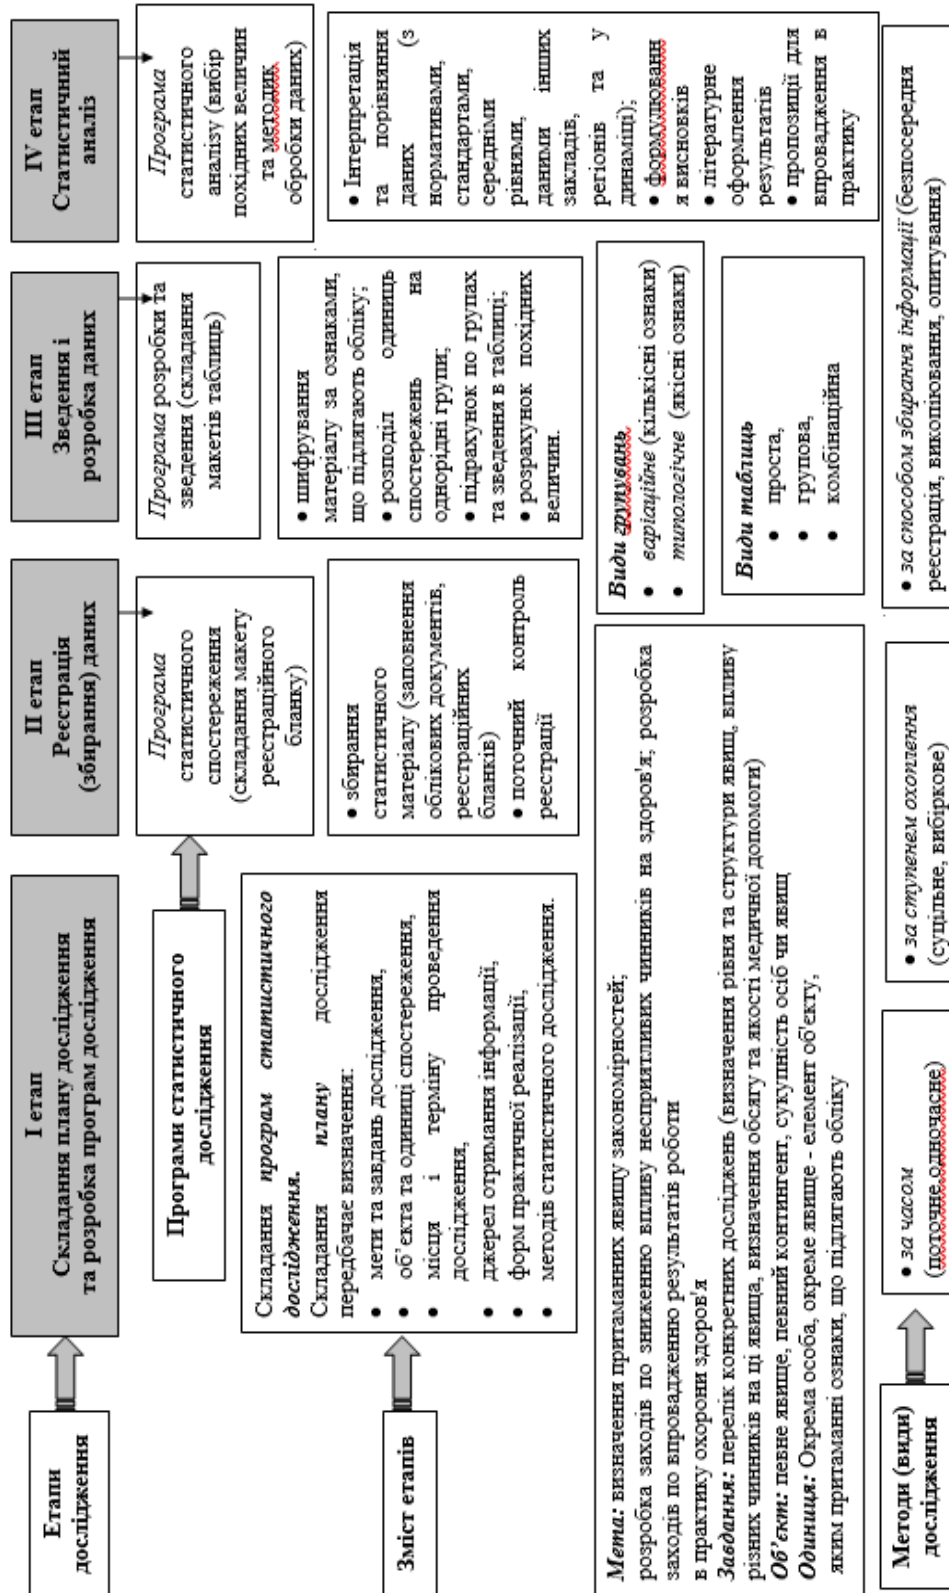 Етапи
дослідження
І етап
Складання плану дослідження
та розробка програм дослідження
ІІ етап
Реєстрація
(збирання) даних
ІІІ етап
Зведення і
розробка даних
IV етап
Статистичний
аналіз
Програми статистичного
дослідження
Програма
статистичного
спостереження
(складання макету
реєстраційного
бланку)
Програма розробки та
зведення (складання
макетів таблиць)
Програма
статистичного
аналізу (вибір
похідних величин
та методик
обробки даних)
Зміст етапів
Складання програм статистичного
дослідження.
Складання плану дослідження
передбачає визначення:
• мети та завдань дослідження,
• об'єкта та одиниці спостереження,
• місця і терміну проведення
дослідження,
• джерел отримання інформації,
• форм практичної реалізації,
• методів статистичного дослідження.
• збирання
статистичного
матеріалу (заповнення
облікових документів,
реєстраційних
бланків)
• поточний контроль
реєстрації
• шифрування
матеріалу за ознаками,
що підлягають обліку;
• розподіл одиниць
спостережень на
однорідні групи;
• підрахунок по групах
та зведення в таблиці;
• розрахунок похідних
величин.
• Інтерпретація
та порівняння
даних (з
нормативами,
стандартами,
середніми
рівнями,
даними інших
закладів,
регіонів та у
динаміці);
• формулюванн
я висновків
• літературне
оформлення
результатів
• пропозиції для
впровадження в
практику
Мета: визначення притаманних явищу закономірностей;
розробка заходів по зниженню впливу несприятливих чинників на здоров'я; розробка
заходів по впровадженню результатів роботи
в практику охорони здоров'я
Завдання: перелік конкретних досліджень (визначення рівня та структури явищ, впливу
різних чинників на ці явища, визначення обсягу та якості медичної допомоги)
Об'єкт: певне явище, певний контингент, сукупність осіб чи явищ
Одиниця: Окрема особа, окреме явище - елемент об'єкту,
яким притаманні ознаки, що підлягають обліку
Види групувань
• варіаційне (кількісні ознаки)
• типологічне (якісні ознаки)
Види таблиць
• проста,
• групова,
• комбінаційна
Методи (види)
дослідження
• за часом
(поточне,одночасне)
• за ступенем охоплення
(суцільне, вибіркове)
• за способом збирання інформації (безпосередня
реєстрація, викопіювання, опитування)